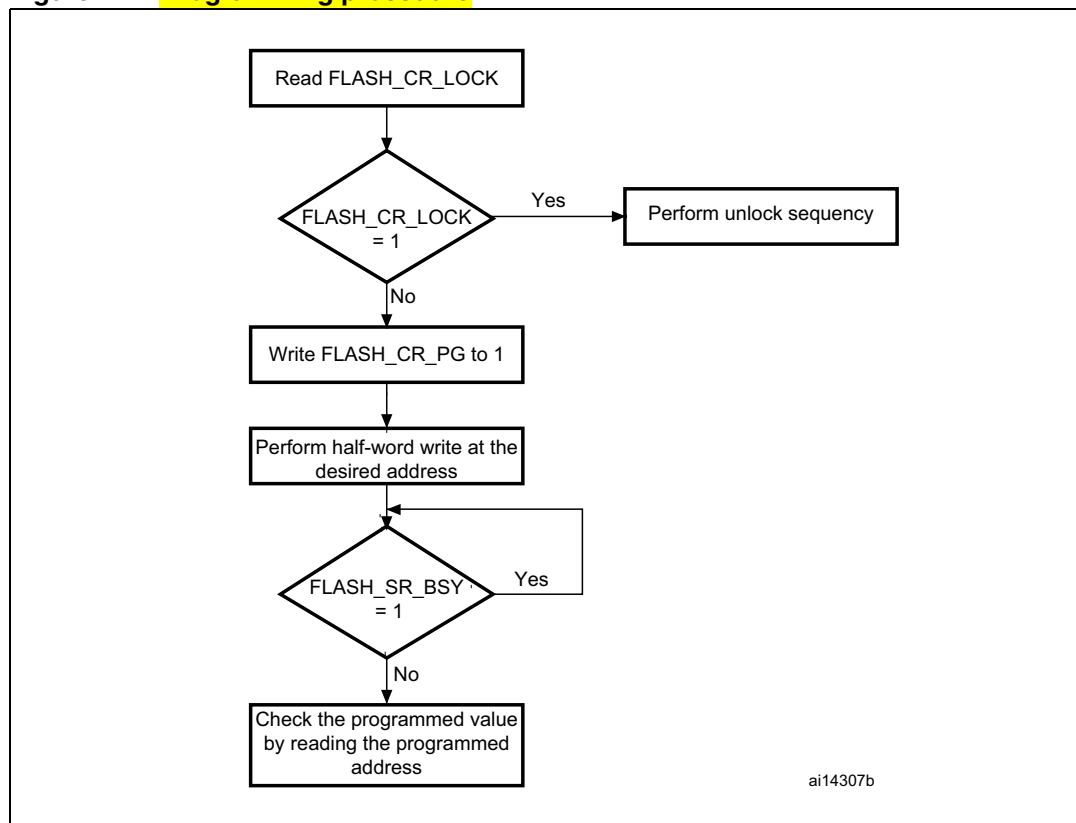 Read FLASH_CR_LOCK
FLASH_CR_LOCK
= 1
Yes
Perform unlock sequency
No
Write FLASH_CR_PG to 1
Perform half-word write at the
desired address
FLASH_SR_BSY
= 1
Yes
No
Check the programmed value
by reading the programmed
address
ai14307b